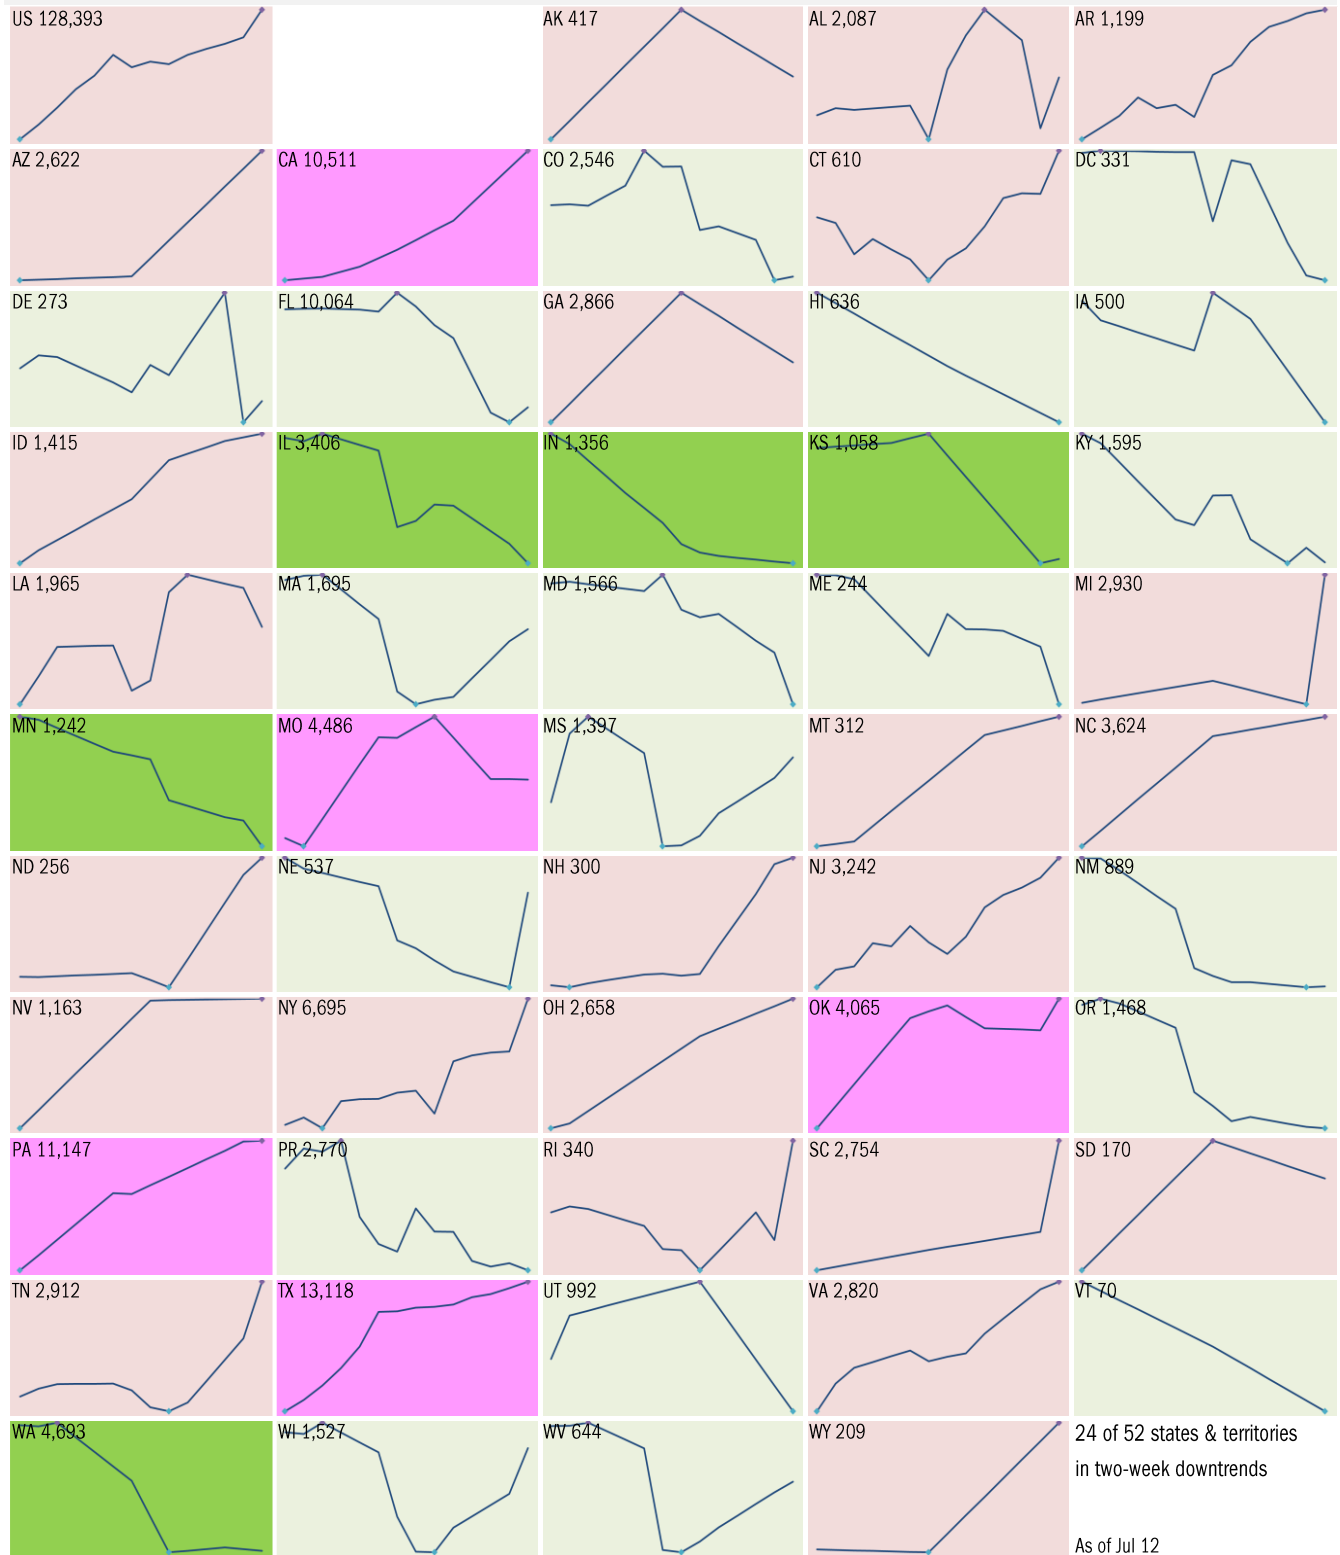 US 128,393
AK 417
AL 2,087
AR 1,199
AZ 2,622
CA 10,511
CO 2,546
CT 610
DC 331
DE 273
FL 10,064
GA 2,866
HI 636
IA 500
ID 1,415
IL 3,406
IN 1,356
KS 1,058
KY 1,595
LA 1,965
MA 1,695
MD 1,566
ME 244
MI 2,930
MN 1,242
MO 4,486
MS 1,397
MT 312
NC 3,624
ND 256
NE 537
NH 300
NJ 3,242
NM 889
NV 1,163
NY 6,695
OH 2,658
OK 4,065
OR 1,468
PA 11,147
PR 2,770
RI 340
SC 2,754
SD 170
TN 2,912
TX 13,118
UT 992
VA 2,820
VT 70
WA 4,693
WI 1,527
WV 644
WY 209
24 of 52 states & territories
in two-week downtrends
As of Jul 12